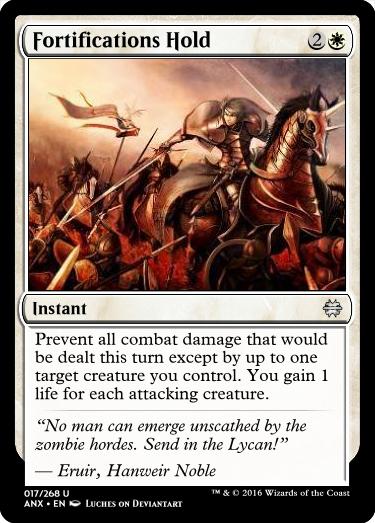 Fortifications Hold 2
Instant
Prevent all combat damage that would
be dealt this turn except by up to one
target creature you control. You gain 1
life for each attacking creature.
“No man can emerge unscathed by the
zombie hordes. Send in the Lycan!”
— Eruir, Hanweir Noble
017/268 U
ANX • EN Luches on Deviantart
™ & © 2016 Wizards of the Coast